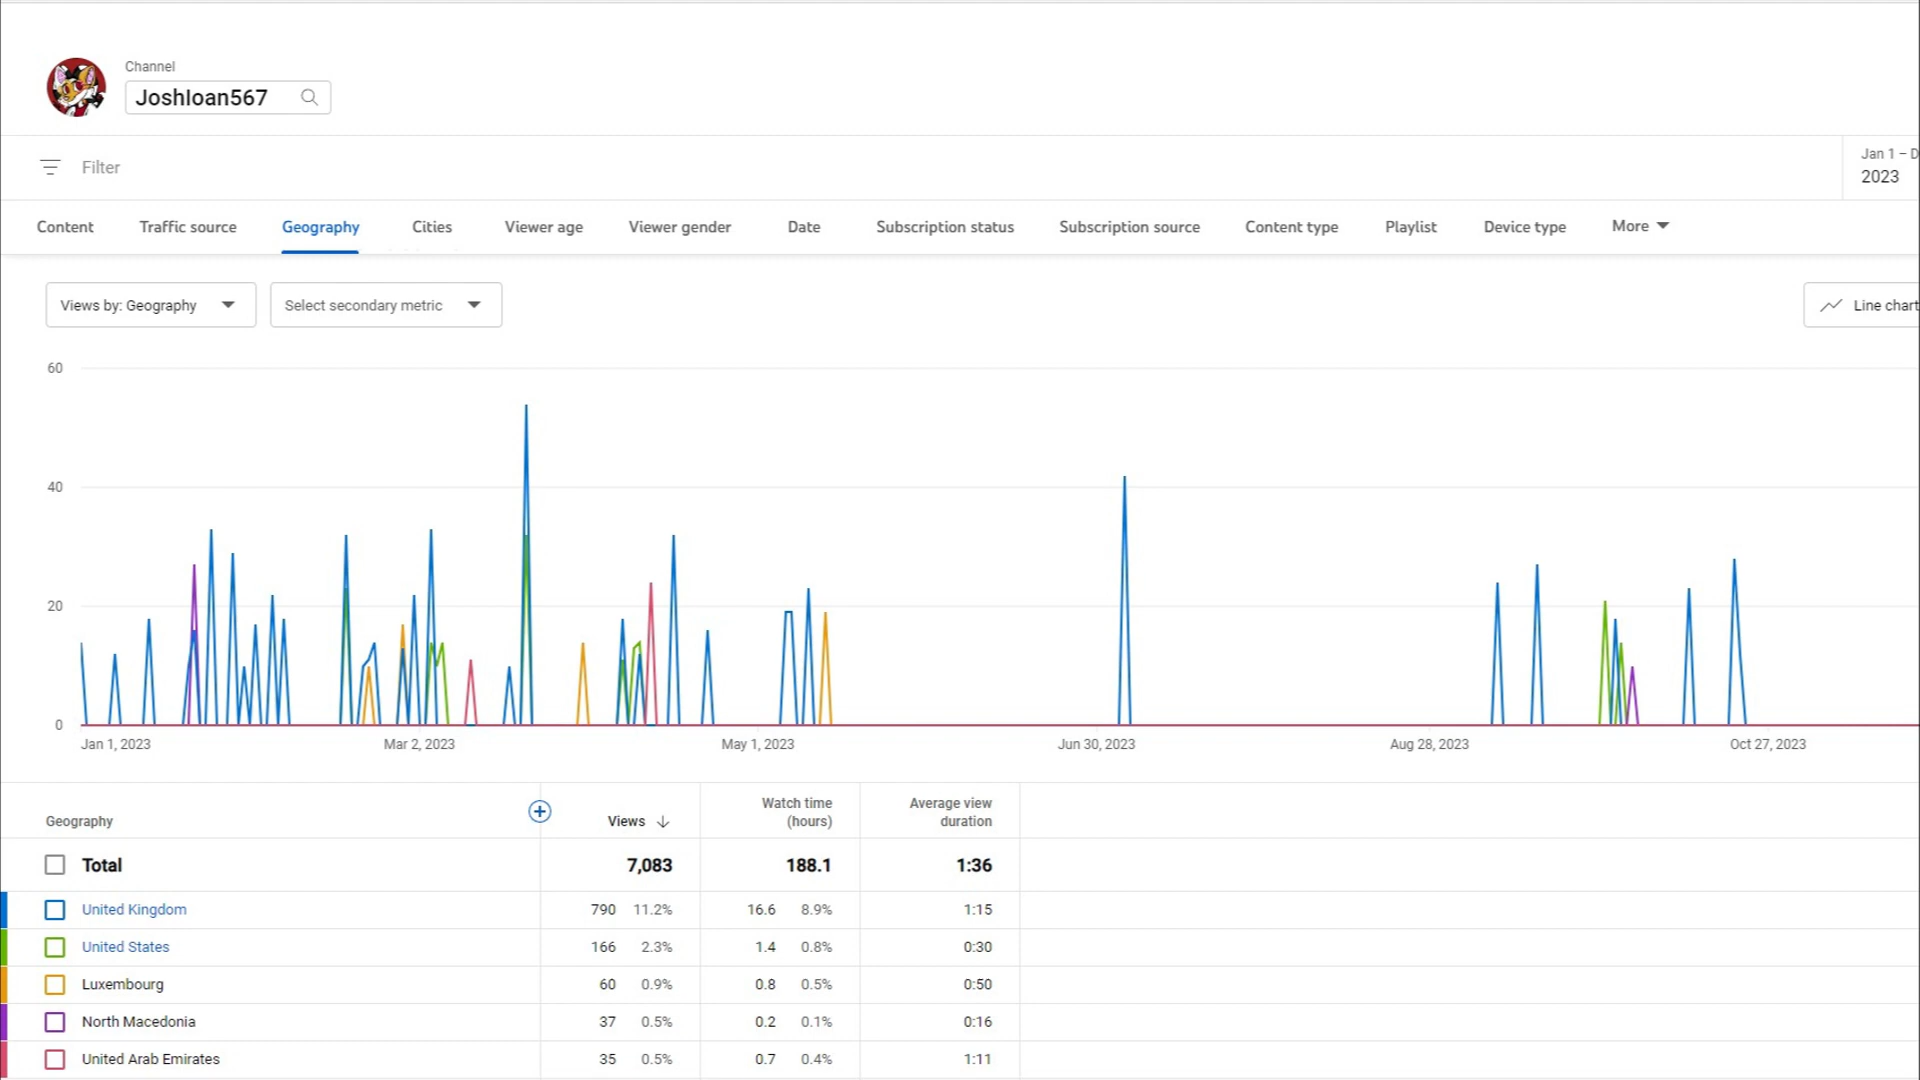 Channel
Joshloan567
Filter
Jan 1 – D
2023
Content Traffic source Geography Cities Viewer age Viewer gender Date Subscription status Subscription source Content type Playlist Device type More
Views by: Geography Select secondary metric Line chart
60
40
20
0
Jan 1, 2023 Mar 2, 2023 May 1, 2023 Jun 30, 2023 Aug 28, 2023 Oct 27, 2023
Geography Views Watch time (hours) Average view duration
Total 7,083 188.1 1:36
United Kingdom 790 11.2% 16.6 8.9% 1:15
United States 166 2.3% 1.4 0.8% 0:30
Luxembourg 60 0.9% 0.8 0.5% 0:50
North Macedonia 37 0.5% 0.2 0.1% 0:16
United Arab Emirates 35 0.5% 0.7 0.4% 1:11